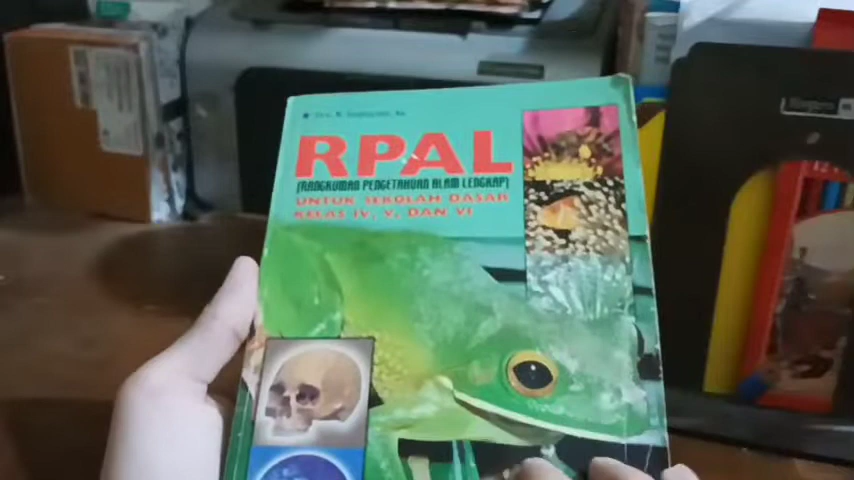 RPAL
(RANGKUMAN PENGETAHUAN ALAM LENGKAP)
UNTUK SEKOLAH DASAR
KELAS IV, V, DAN VI